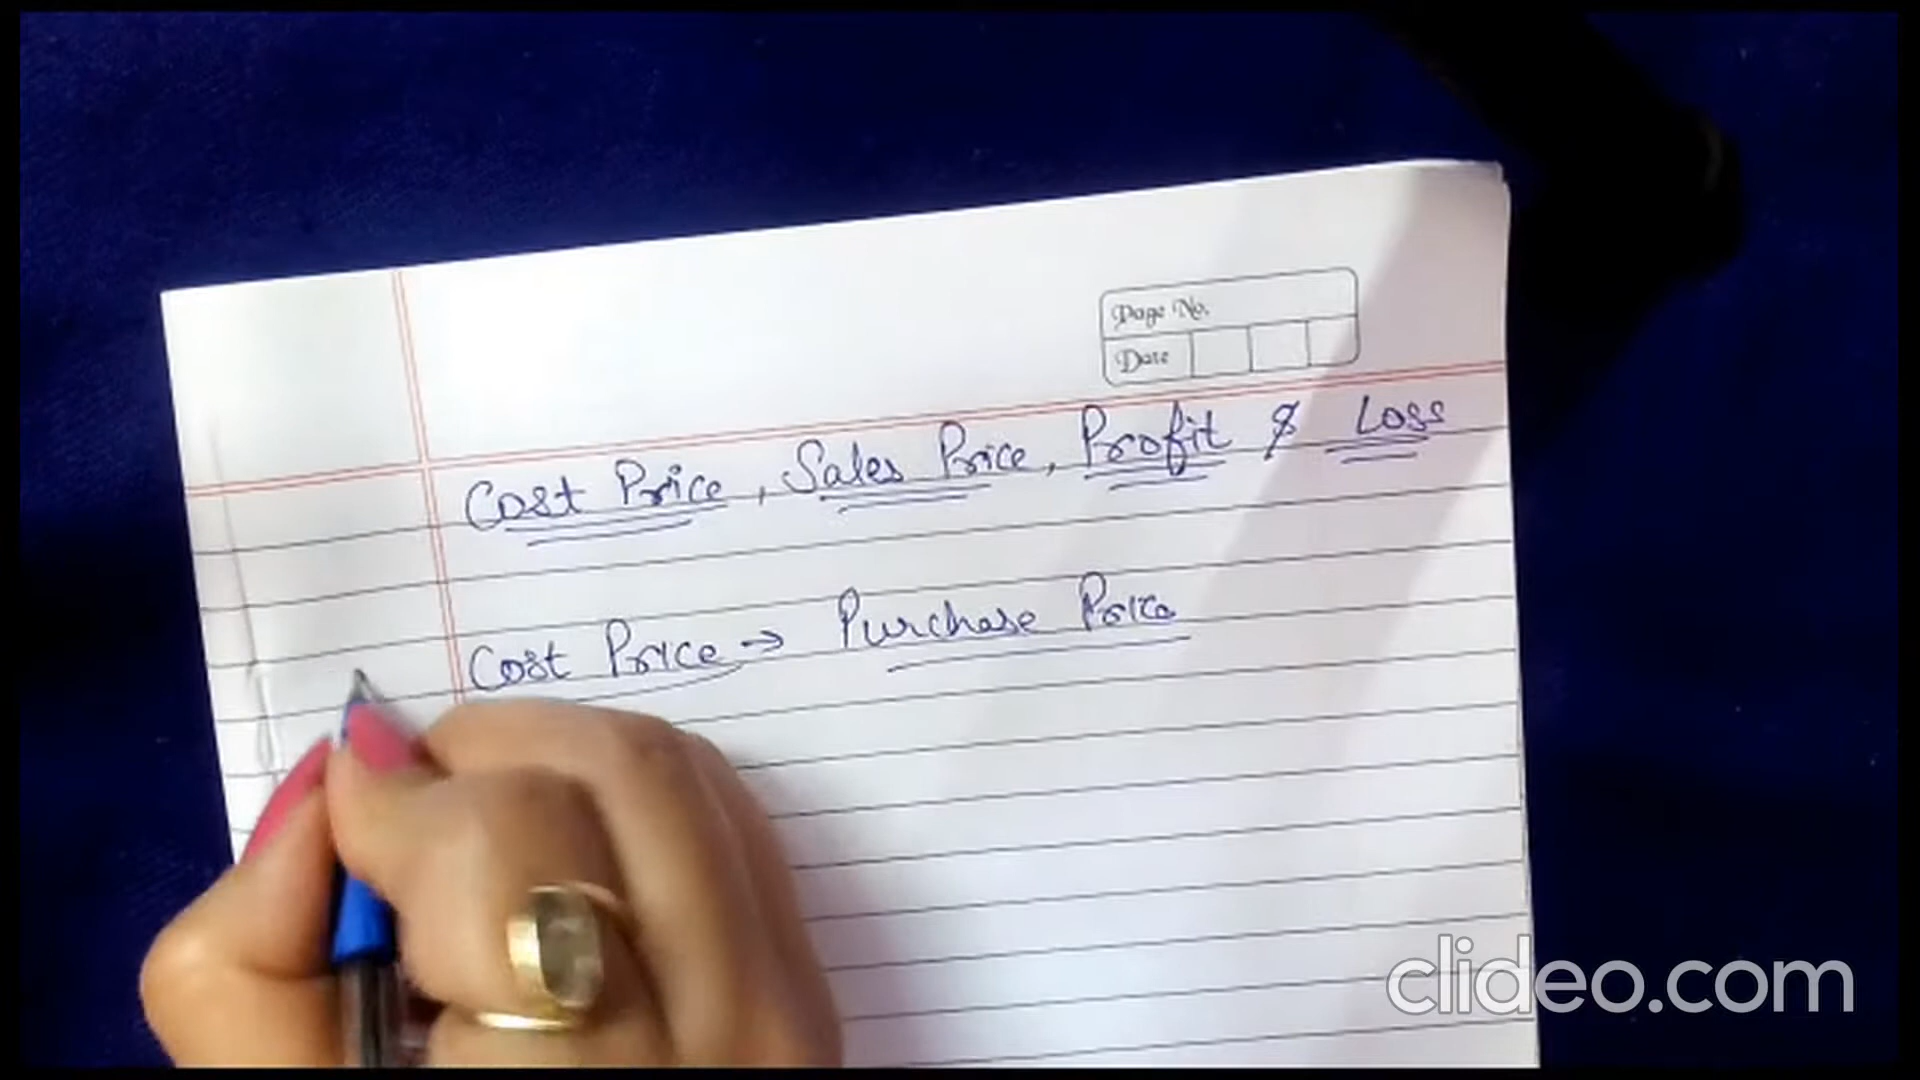 Page No.
Date
Cost Price, Sales Price, Profit & Loss
Cost Price → Purchase Price
clideo.com